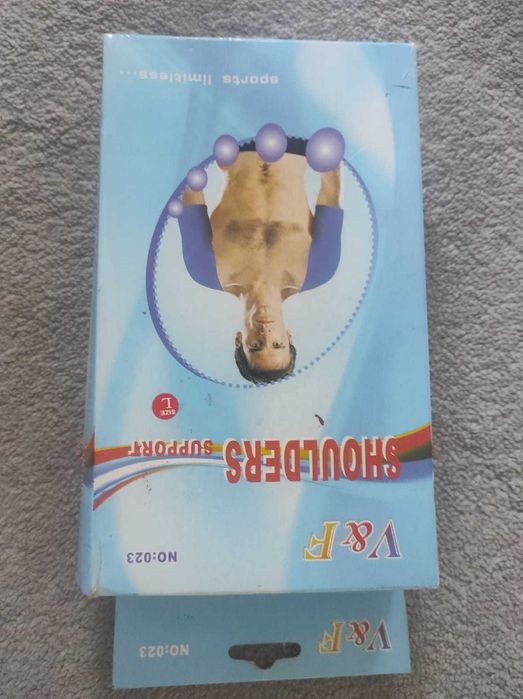 V&F NO:023
V&F NO:023
SHOULDERS SUPPORT
SIZE
L
sports limitless...